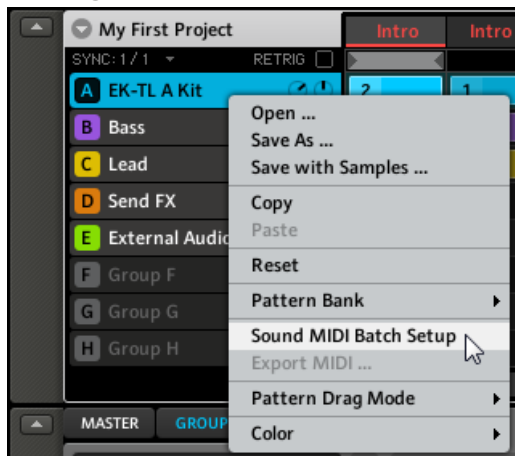 My First Project
Intro
Intro
SYNC: 1 / 1
RETRIG
A EK-TL A Kit
2
1
B Bass
C Lead
D Send FX
E External Audio
F Group F
G Group G
H Group H
Open ...
Save As ...
Save with Samples ...
Copy
Paste
Reset
Pattern Bank
Sound MIDI Batch Setup
Export MIDI ...
Pattern Drag Mode
Color
MASTER
GROUP